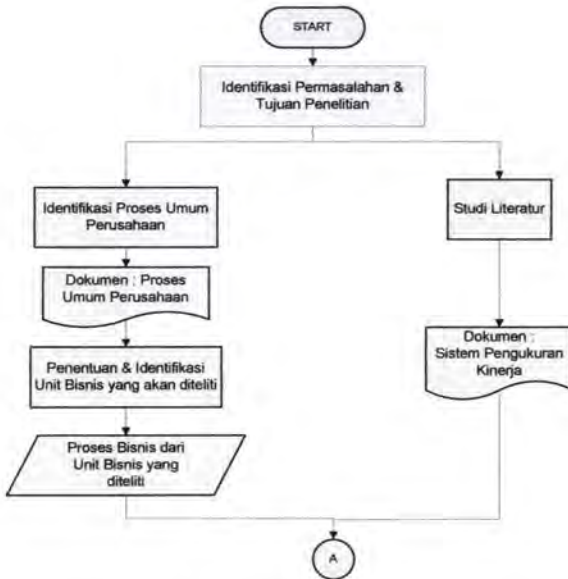 START
Identifikasi Permasalahan &
Tujuan Penelitian
Identifikasi Proses Umum
Perusahaan
Studi Literatur
Dokumen : Proses
Umum Perusahaan
Dokumen :
Sistem Pengukuran
Kinerja
Penentuan & Identifikasi
Unit Bisnis yang akan diteliti
Proses Bisnis dari
Unit Bisnis yang
diteliti
A